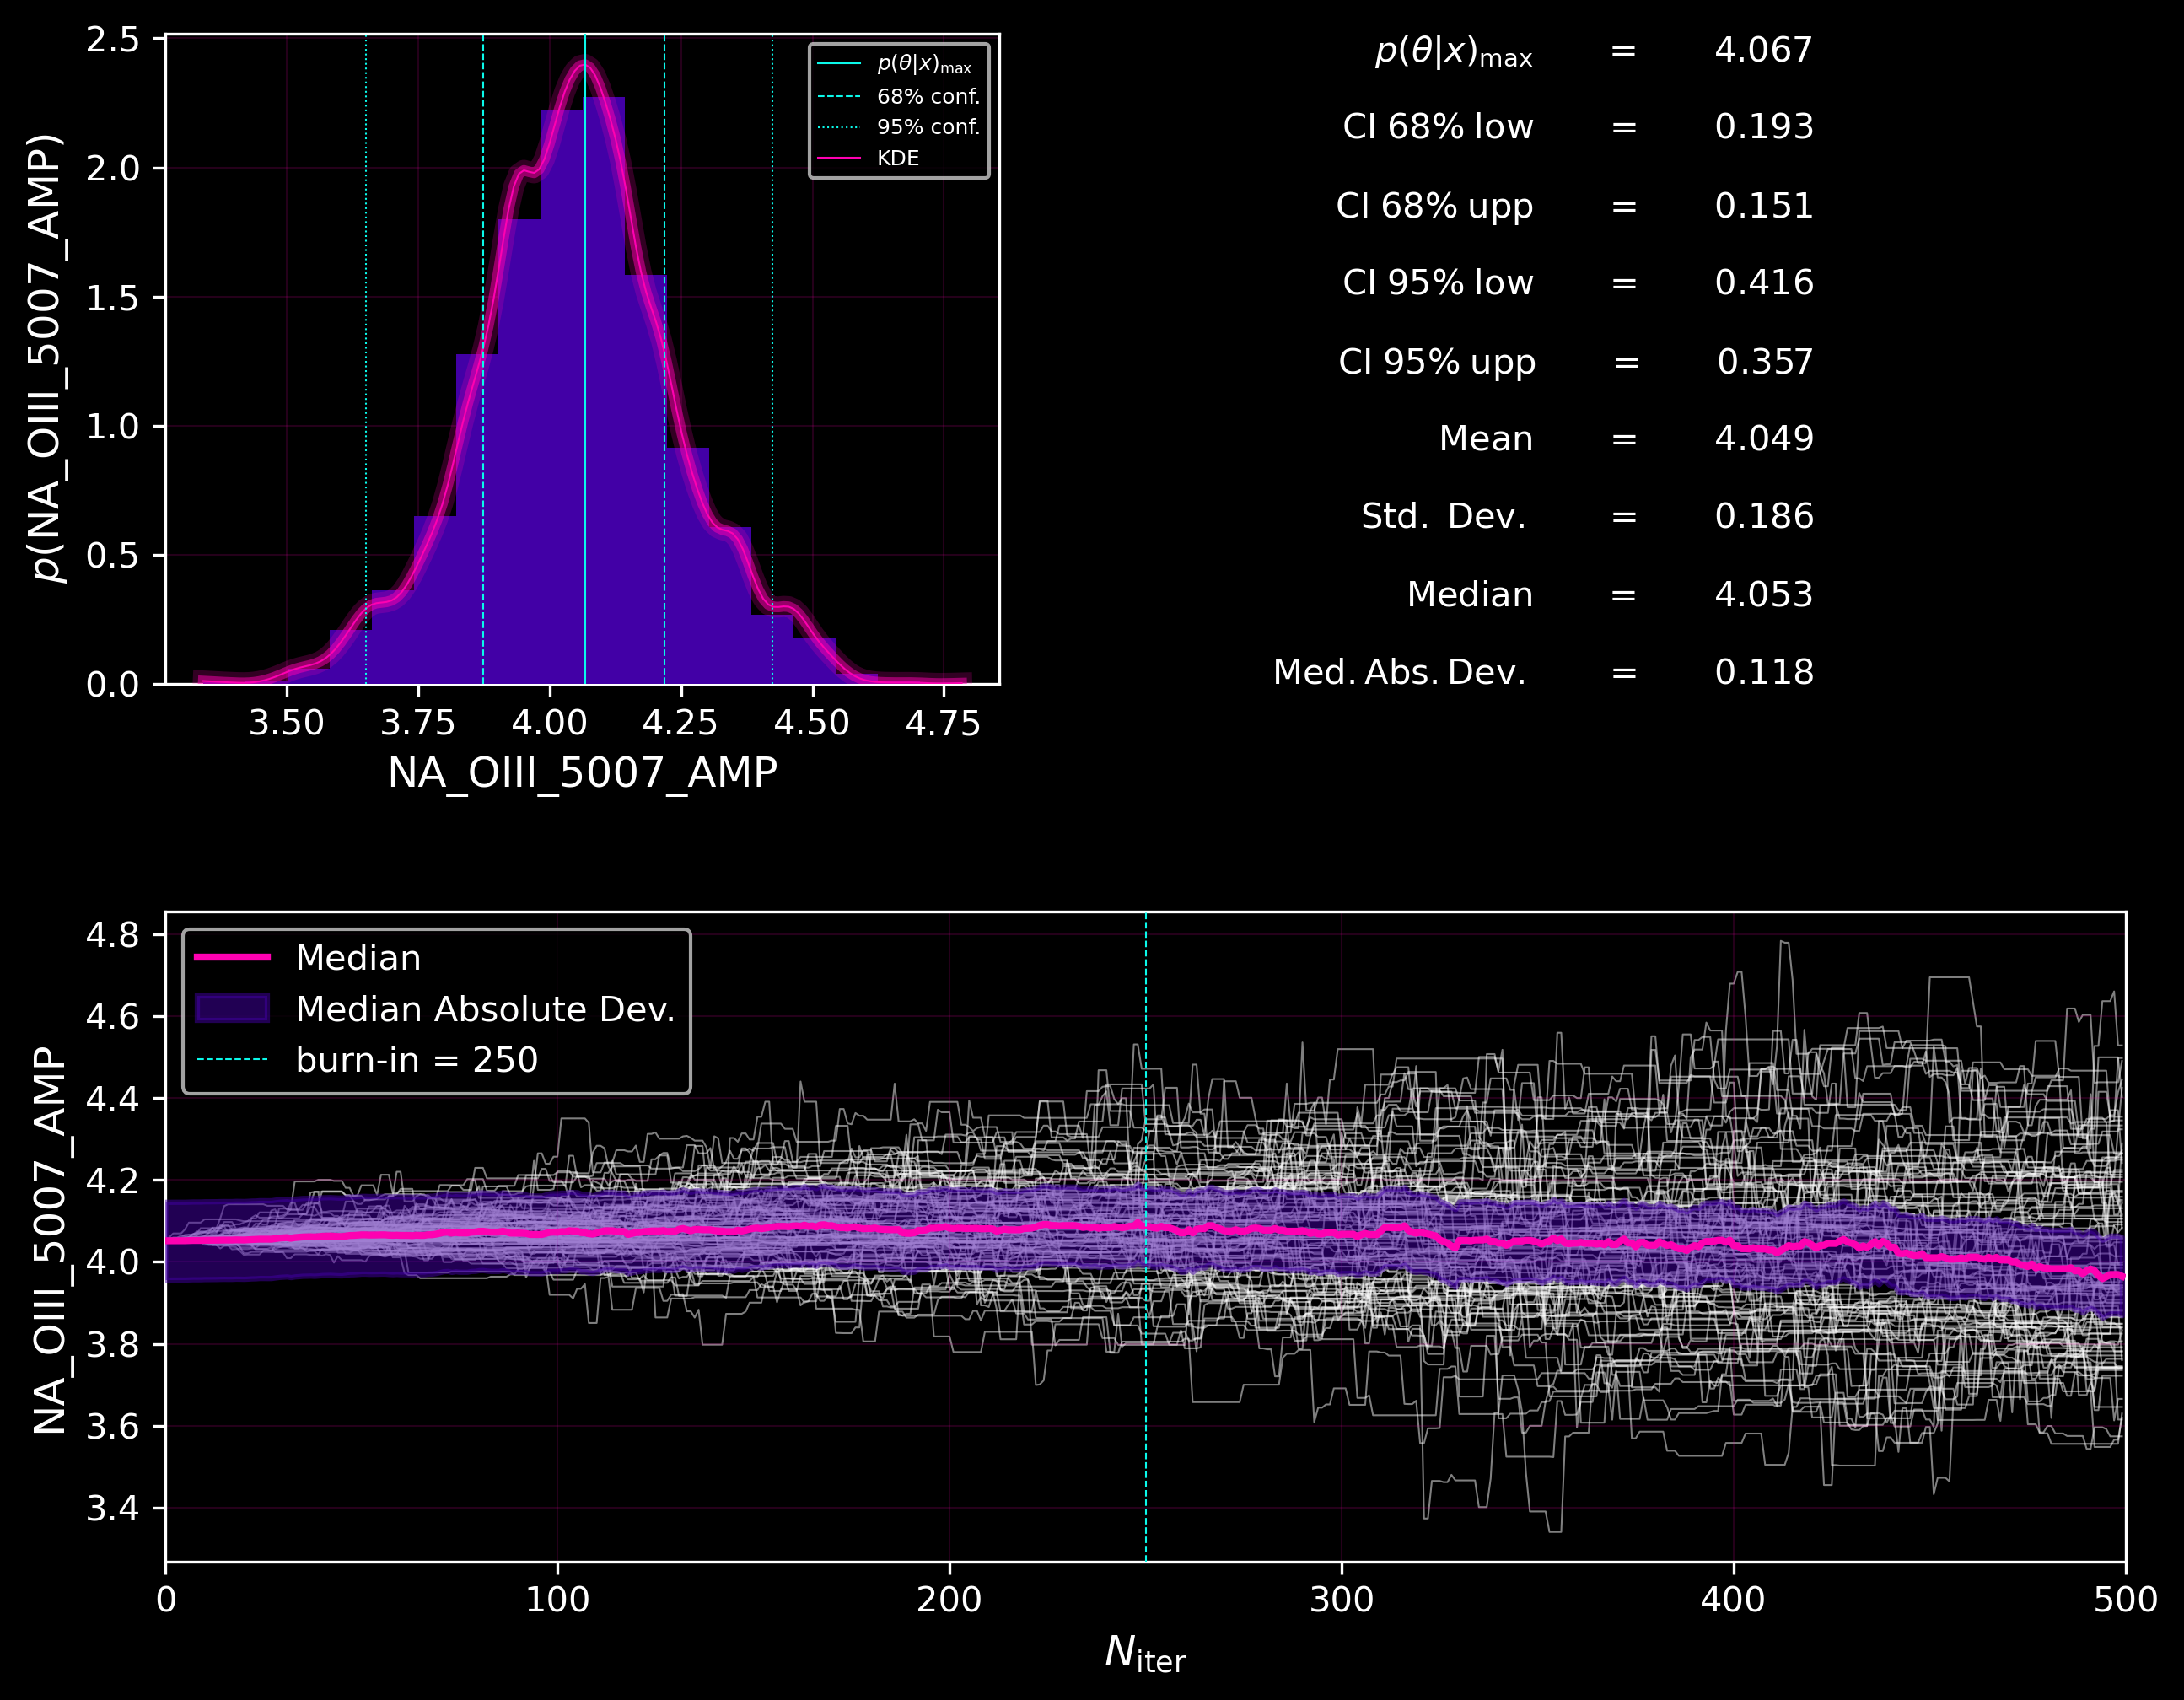 2.5
2.0
1.5
1.0
0.5
0.0
p(NA_OIII_5007_AMP)
3.50 3.75 4.00 4.25 4.50 4.75
NA_OIII_5007_AMP
p(θ|x)max
68% conf.
95% conf.
KDE
p(θ|x)max = 4.067
CI 68% low = 0.193
CI 68% upp = 0.151
CI 95% low = 0.416
CI 95% upp = 0.357
Mean = 4.049
Std. Dev. = 0.186
Median = 4.053
Med. Abs. Dev. = 0.118
4.8
4.6
4.4
4.2
4.0
3.8
3.6
3.4
NA_OIII_5007_AMP
Median
Median Absolute Dev.
burn-in = 250
0 100 200 300 400 500
Niter